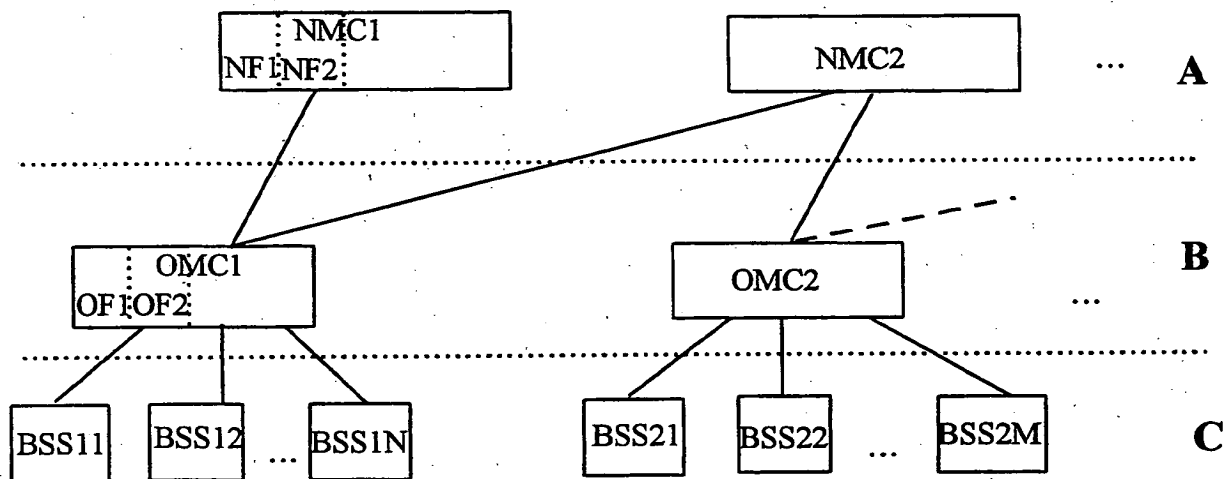 NMC1
NF1 NF2
NMC2
...
A
OMC1
OF1 OF2
OMC2
...
B
BSS11
BSS12
...
BSS1N
BSS21
BSS22
...
BSS2M
C